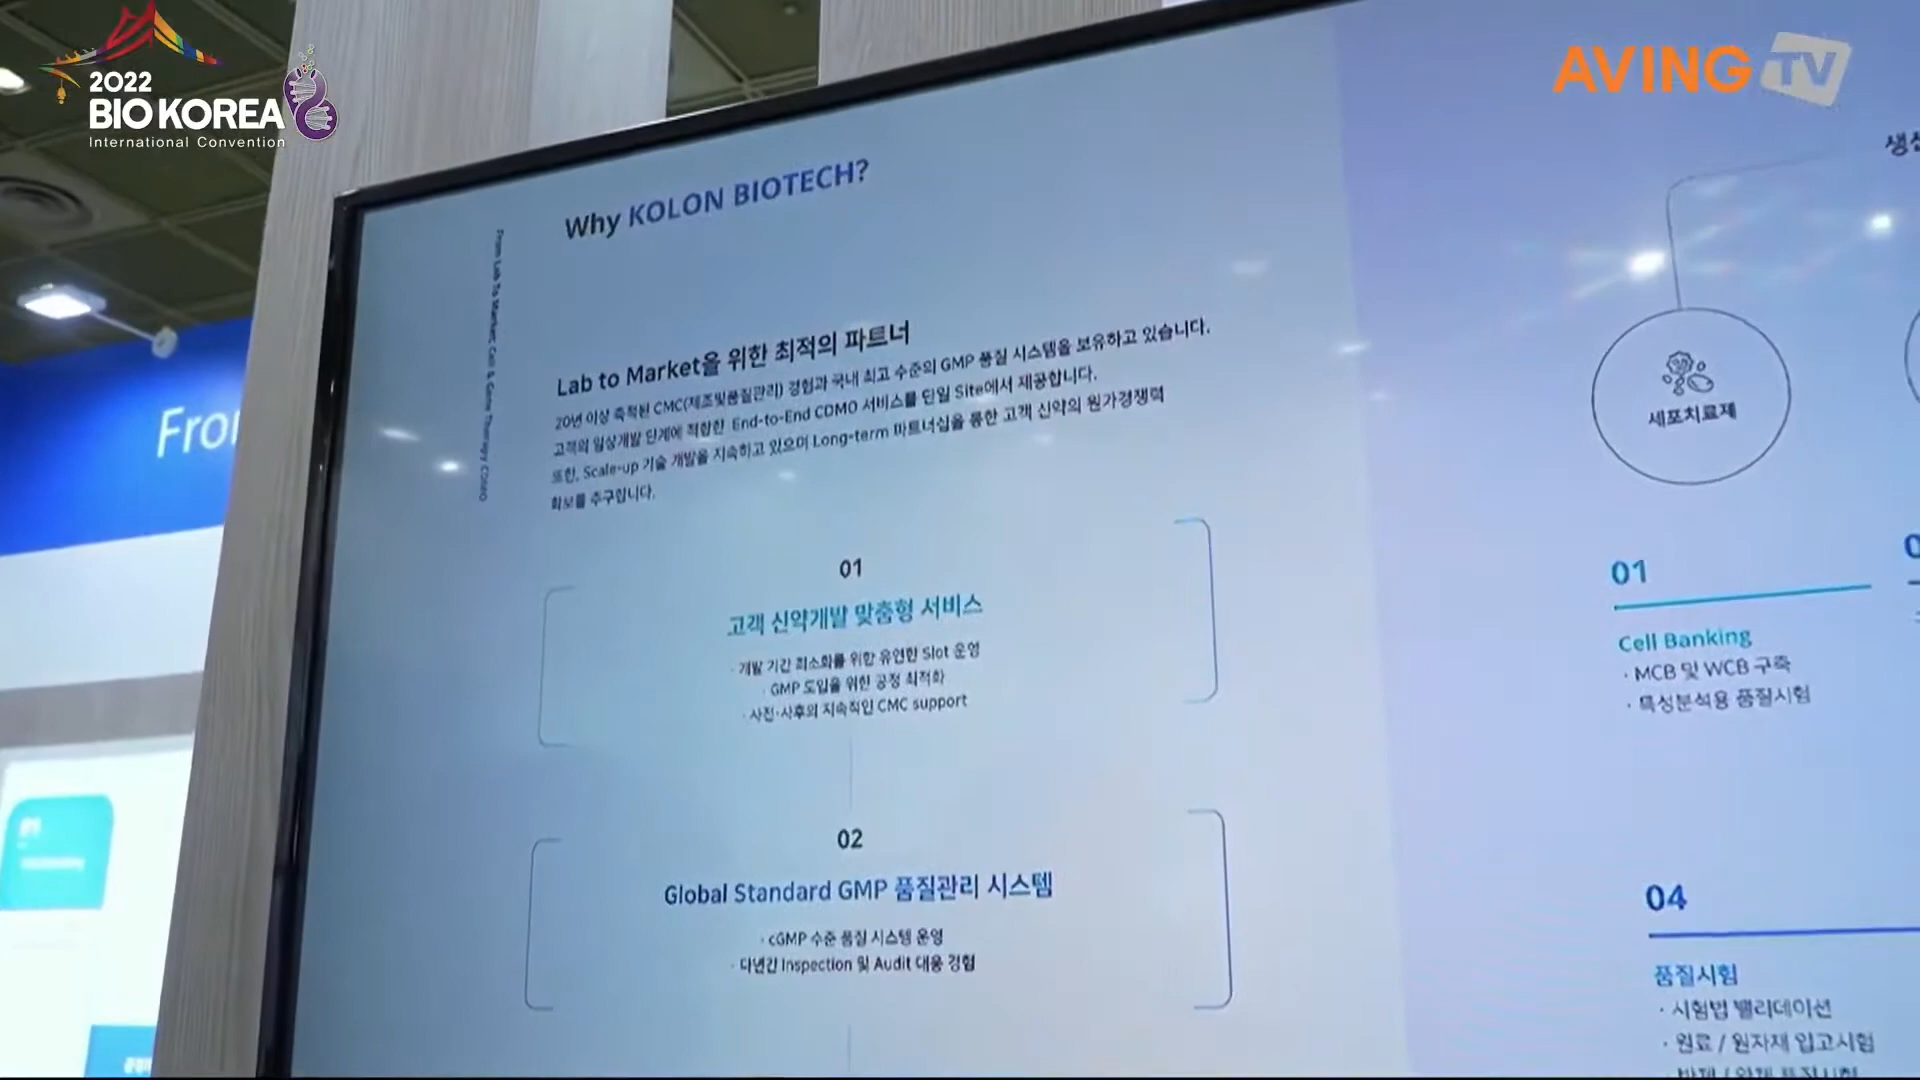 2022
BIO KOREA
International Convention
AVING TV
Why KOLON BIOTECH?
From Lab To Market, Cell & Gene Therapy CDMO
Lab to Market을 위한 최적의 파트너
20년 이상 축적된 CMC(제조및품질관리) 경험과 국내 최고 수준의 GMP 품질 시스템을 보유하고 있습니다.
고객의 임상개발 단계에 적합한 End-to-End CDMO 서비스를 단일 Site에서 제공합니다.
또한, Scale-up 기술 개발을 지속하고 있으며 Long-term 파트너십을 통한 고객 신약의 원가경쟁력
확보를 추구합니다.
01
고객 신약개발 맞춤형 서비스
· 개발 기간 최소화를 위한 유연한 Slot 운영
· GMP 도입을 위한 공정 최적화
· 사전·사후의 지속적인 CMC support
02
Global Standard GMP 품질관리 시스템
· cGMP 수준 품질 시스템 운영
· 다년간 Inspection 및 Audit 대응 경험
세포치료제
01
Cell Banking
· MCB 및 WCB 구축
· 특성분석용 품질시험
04
품질시험
· 시험법 밸리데이션
· 원료 / 원자재 입고시험